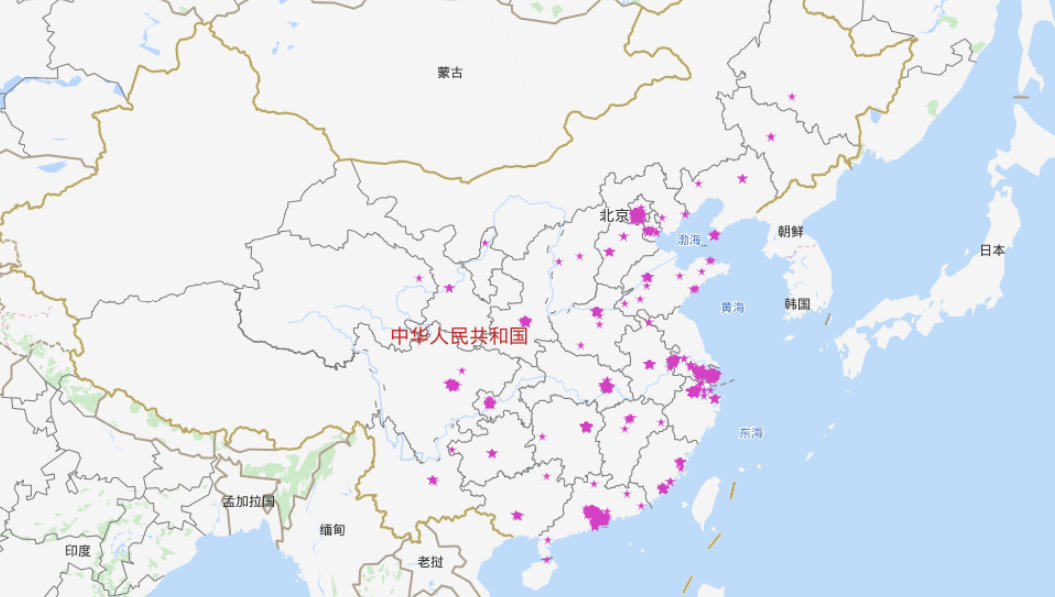 蒙古
北京
朝鲜
渤海
日本
黄海
韩国
中华人民共和国
东海
孟加拉国
缅甸
印度
老挝